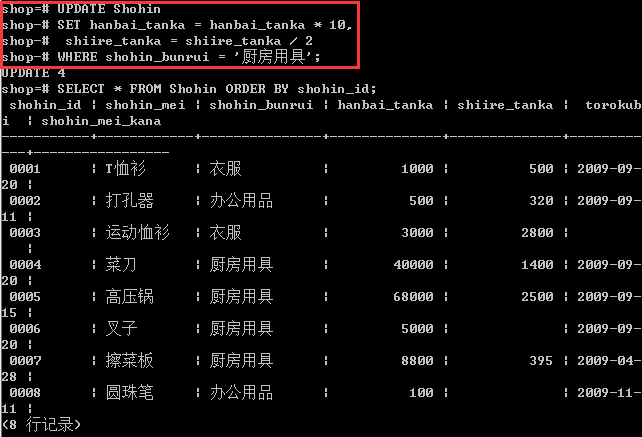 shop=# UPDATE Shohin
shop-# SET hanbai_tanka = hanbai_tanka * 10,
shop-#  shiire_tanka = shiire_tanka / 2
shop-# WHERE shohin_bunrui = '厨房用具';
UPDATE 4
shop=# SELECT * FROM Shohin ORDER BY shohin_id;
 shohin_id | shohin_mei | shohin_bunrui | hanbai_tanka | shiire_tanka |  torokub
i  | shohin_mei_kana
-----------+------------+---------------+--------------+--------------+---------
---+-----------------
 0001      | T恤衫      | 衣服          |         1000 |          500 | 2009-09-
20 |
 0002      | 打孔器     | 办公用品      |          500 |          320 | 2009-09-
11 |
 0003      | 运动恤衫   | 衣服          |         3000 |         2800 |
   |
 0004      | 菜刀       | 厨房用具      |        40000 |         1400 | 2009-09-
20 |
 0005      | 高压锅     | 厨房用具      |        68000 |         2500 | 2009-09-
15 |
 0006      | 叉子       | 厨房用具      |         5000 |              | 2009-09-
20 |
 0007      | 擦菜板     | 厨房用具      |         8800 |          395 | 2009-04-
28 |
 0008      | 圆珠笔     | 办公用品      |          100 |              | 2009-11-
11 |
(8 行记录)